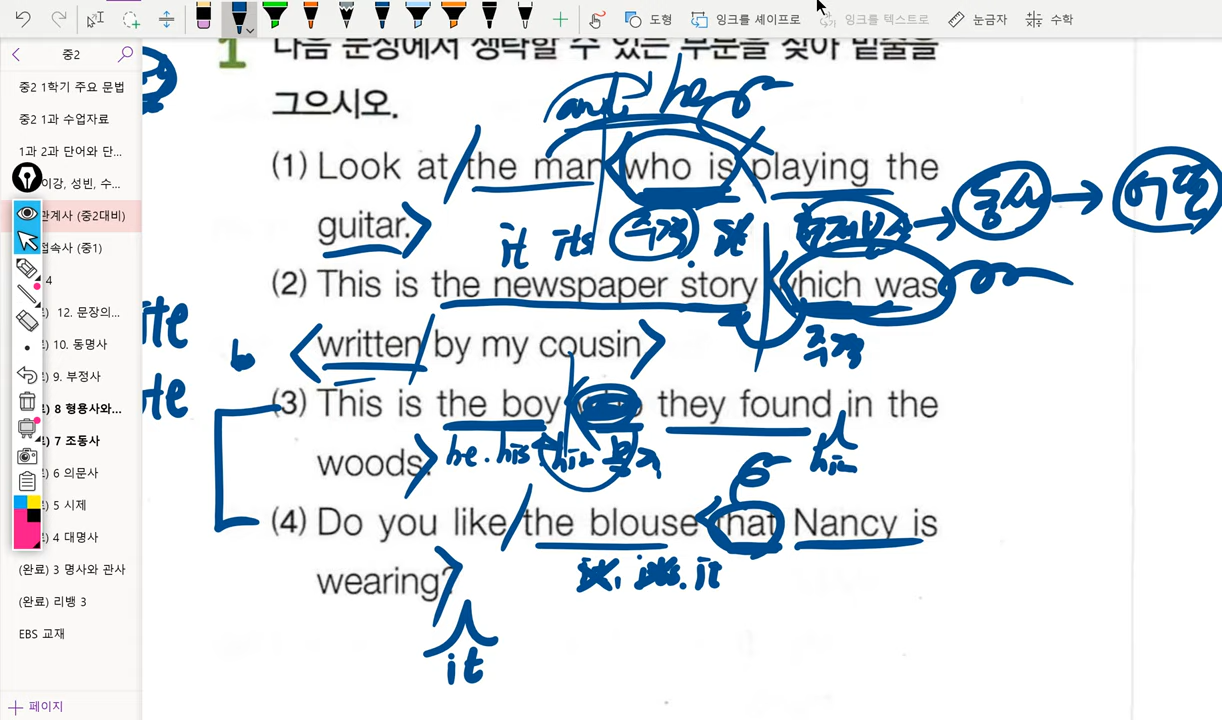 도형
잉크를 셰이프로
잉크를 텍스트로
눈금자
수학
중2
중2 1학기 주요 문법
중2 1과 수업자료
1과 2과 단어와 단...
이강, 성빈, 수...
관계사 (중2대비)
접속사 (중1)
4
) 12. 문장의...
) 10. 동명사
) 9. 부정사
) 8 형용사와...
) 7 조동사
) 6 의문사
) 5 시제
) 4 대명사
(완료) 3 명사와 관사
(완료) 리뱅 3
EBS 교재
페이지
1 다음 문장에서 생략할 수 있는 부분을 찾아 밑줄을
그으시오.
and he
(1) Look at the man who is playing the
guitar.
it its 주격 it
동사
(2) This is the newspaper story which was
주격
written by my cousin
be
(3) This is the boy they found in the
he. his. him 목 him
woods.
(4) Do you like the blouse that Nancy is
it. its. it
wearing?
it